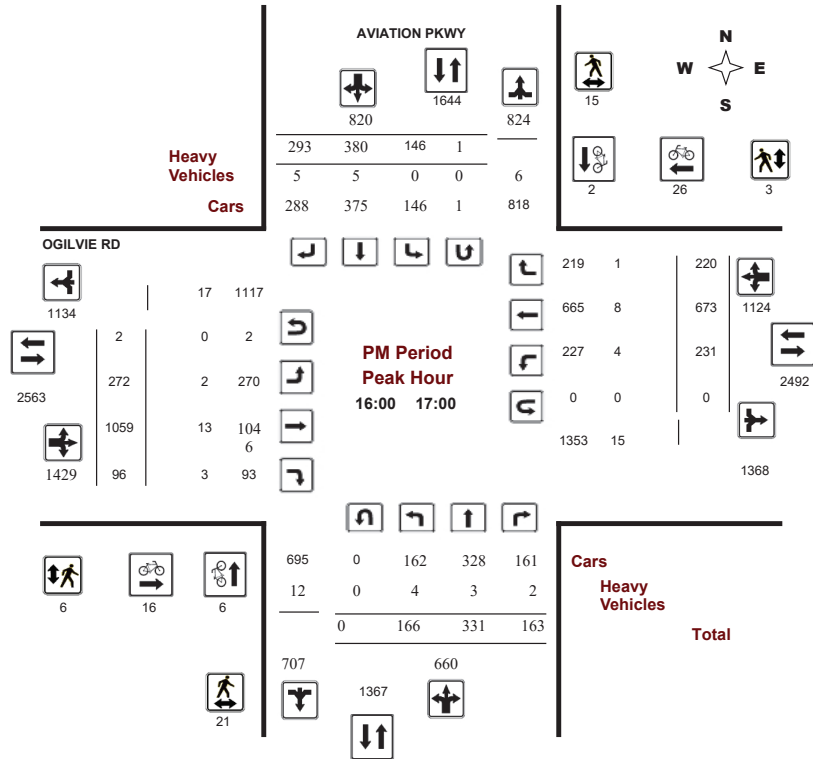 AVIATION PKWY
N
W E
S
1644
15
820 824
293 380 146 1
Heavy
Vehicles
5 5 0 0 6
2 26 3
Cars
288 375 146 1 818
OGILVIE RD
219 1 220
1134
17 1117
665 8 673 1124
2 0 2
PM Period
Peak Hour
227 4 231
2563
272 2 270
2492
16:00 17:00
0 0 0
1059 13 104
6
1353 15
1429 96 3 93
1368
695 0 162 328 161 Cars
12 0 4 3 2 Heavy
Vehicles
6 16 6
0 166 331 163 Total
707 660
1367
21